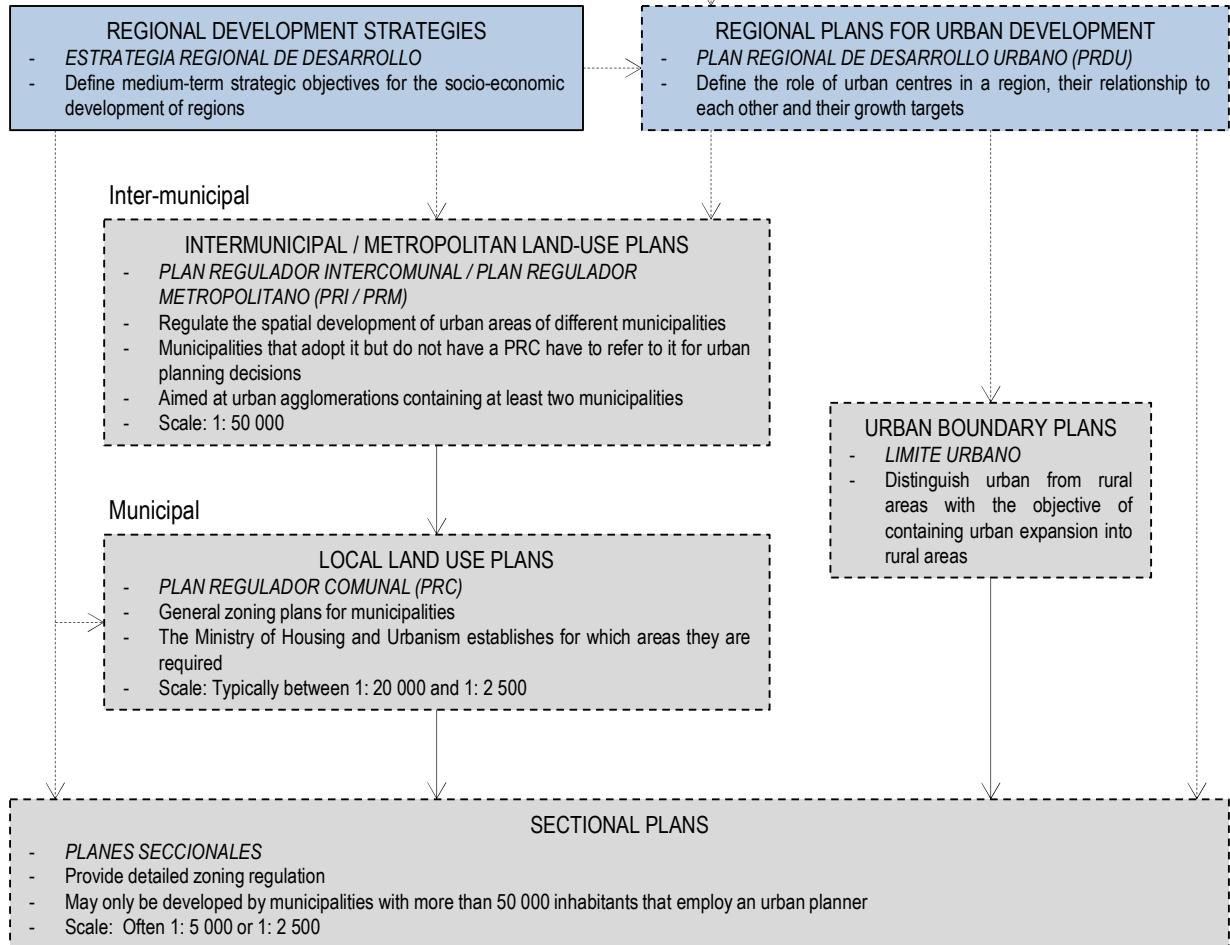 REGIONAL DEVELOPMENT STRATEGIES
- ESTRATEGIA REGIONAL DE DESARROLLO
- Define medium-term strategic objectives for the socio-economic
development of regions
REGIONAL PLANS FOR URBAN DEVELOPMENT
- PLAN REGIONAL DE DESARROLLO URBANO (PRDU)
- Define the role of urban centres in a region, their relationship to
each other and their growth targets
Inter-municipal
INTERMUNICIPAL / METROPOLITAN LAND-USE PLANS
- PLAN REGULADOR INTERCOMUNAL / PLAN REGULADOR
METROPOLITANO (PRI / PRM)
- Regulate the spatial development of urban areas of different municipalities
- Municipalities that adopt it but do not have a PRC have to refer to it for urban
planning decisions
- Aimed at urban agglomerations containing at least two municipalities
- Scale: 1: 50 000
URBAN BOUNDARY PLANS
- LIMITE URBANO
- Distinguish urban from rural
areas with the objective of
containing urban expansion into
rural areas
Municipal
LOCAL LAND USE PLANS
- PLAN REGULADOR COMUNAL (PRC)
- General zoning plans for municipalities
- The Ministry of Housing and Urbanism establishes for which areas they are
required
- Scale: Typically between 1: 20 000 and 1: 2 500
SECTIONAL PLANS
- PLANES SECCIONALES
- Provide detailed zoning regulation
- May only be developed by municipalities with more than 50 000 inhabitants that employ an urban planner
- Scale: Often 1: 5 000 or 1: 2 500